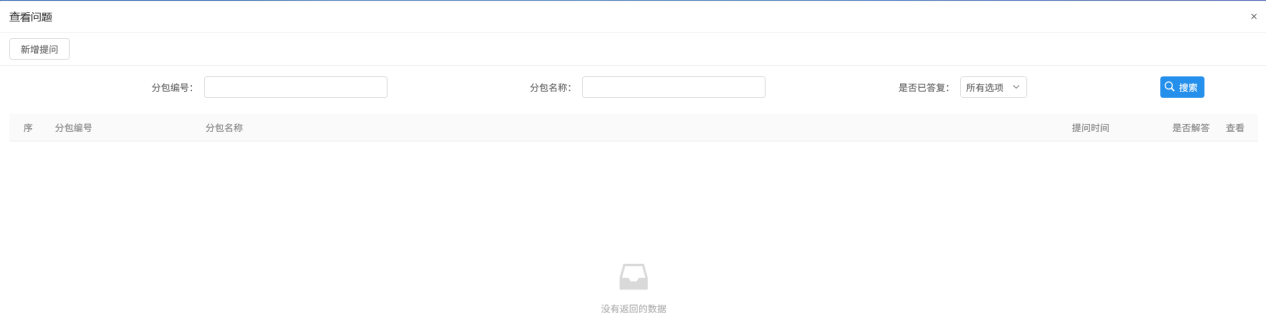 查看问题 ×
新增提问
分包编号： 分包名称： 是否已答复： 所有选项 搜索
序 分包编号 分包名称 提问时间 是否解答 查看
没有返回的数据